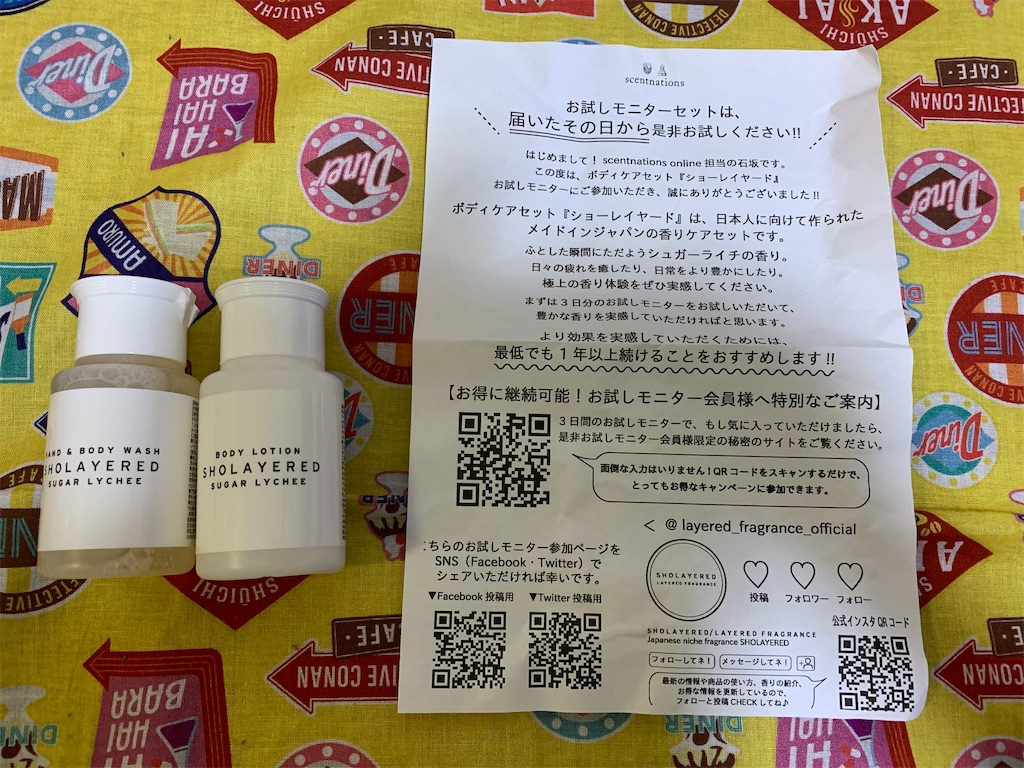 scentnations
お試しモニターセットは、
届いたその日から是非お試しください!!
はじめまして！scentnations online 担当の石坂です。
この度は、ボディケアセット『ショーレイヤード』
お試しモニターにご参加いただき、誠にありがとうございました!!
ボディケアセット『ショーレイヤード』は、日本人に向けて作られた
メイドインジャパンの香りケアセットです。
ふとした瞬間にただようシュガーライチの香り。
日々の疲れを癒したり、日常をより豊かにしたり。
極上の香り体験をぜひ実感してください。
まずは3日分のお試しモニターをお試しいただいて、
豊かな香りを実感していただければと思います。
より効果を実感していただくためには、
最低でも1年以上続けることをおすすめします!!
【お得に継続可能！お試しモニター会員様へ特別なご案内】
3日間のお試しモニターで、もし気に入っていただけましたら、
是非お試しモニター会員様限定の秘密のサイトをご覧ください。
面倒な入力はいりません！QRコードをスキャンするだけで、
とってもお得なキャンペーンに参加できます。
< @ layered_fragrance_official
こちらのお試しモニター参加ページを
SNS（Facebook・Twitter）で
シェアいただければ幸いです。
▼Facebook 投稿用
▼Twitter 投稿用
SHOLAYERED
LAYERED FRAGRANCE
投稿 フォロワー フォロー
公式インスタQRコード
SHOLAYERED/LAYERED FRAGRANCE
Japanese niche fragrance SHOLAYERED
フォローしてネ！ メッセージしてネ！
最新の情報や商品の使い方、香りの紹介、
お得な情報を更新しているので、
フォローと投稿 CHECK してね♪
HAND & BODY WASH
SHOLAYERED
SUGAR LYCHEE
BODY LOTION
SHOLAYERED
SUGAR LYCHEE
SHUICHI
AKAI
DETECTIVE CONAN
CAFE
Diner
BARA
HAI
KAI
AMURO
DINER